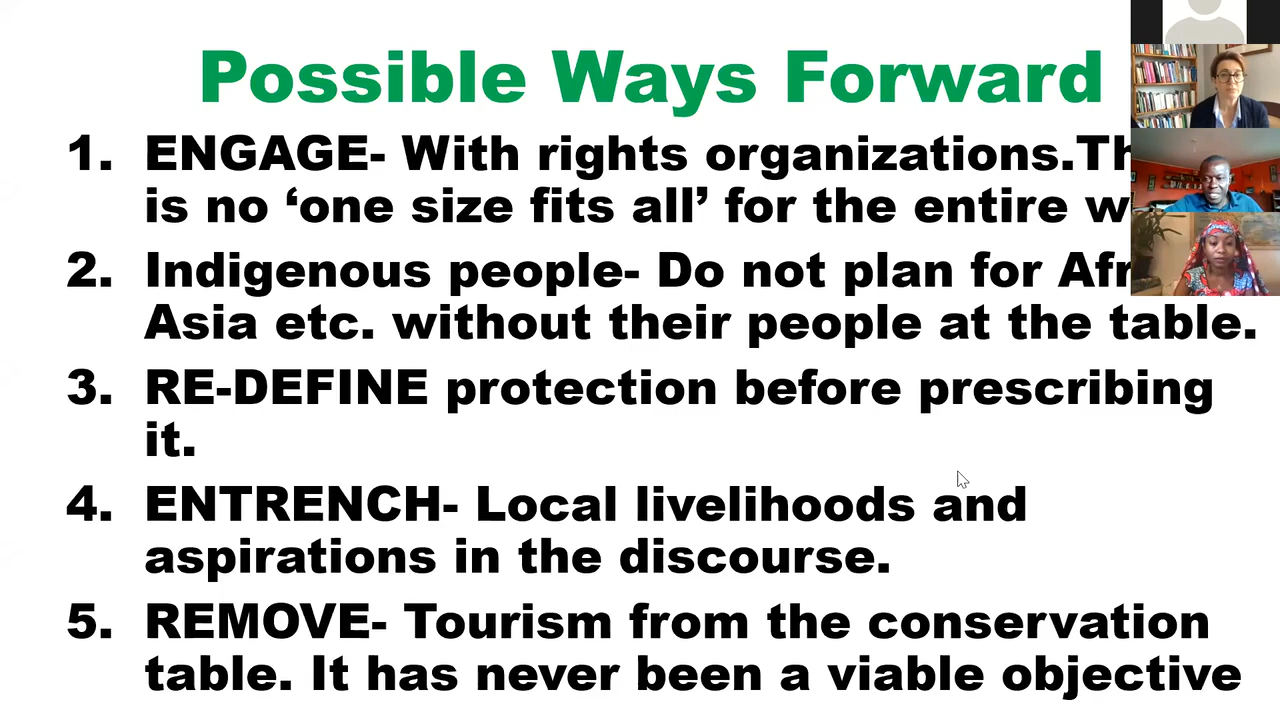 Possible Ways Forward
1. ENGAGE- With rights organizations.Th
is no ‘one size fits all’ for the entire w
2. Indigenous people- Do not plan for Afr
Asia etc. without their people at the table.
3. RE-DEFINE protection before prescribing
it.
4. ENTRENCH- Local livelihoods and
aspirations in the discourse.
5. REMOVE- Tourism from the conservation
table. It has never been a viable objective